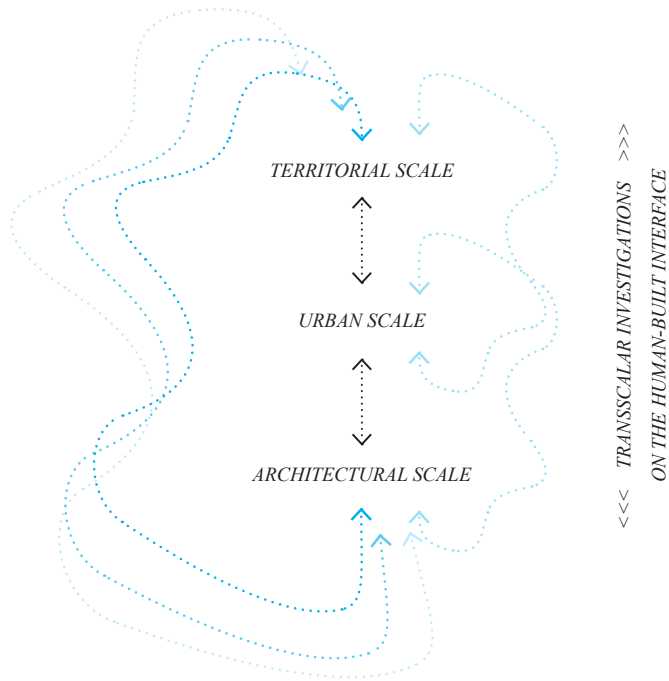 TERRITORIAL SCALE
URBAN SCALE
ARCHITECTURAL SCALE
<<< TRANSSCALAR INVESTIGATIONS >>>
ON THE HUMAN-BUILT INTERFACE